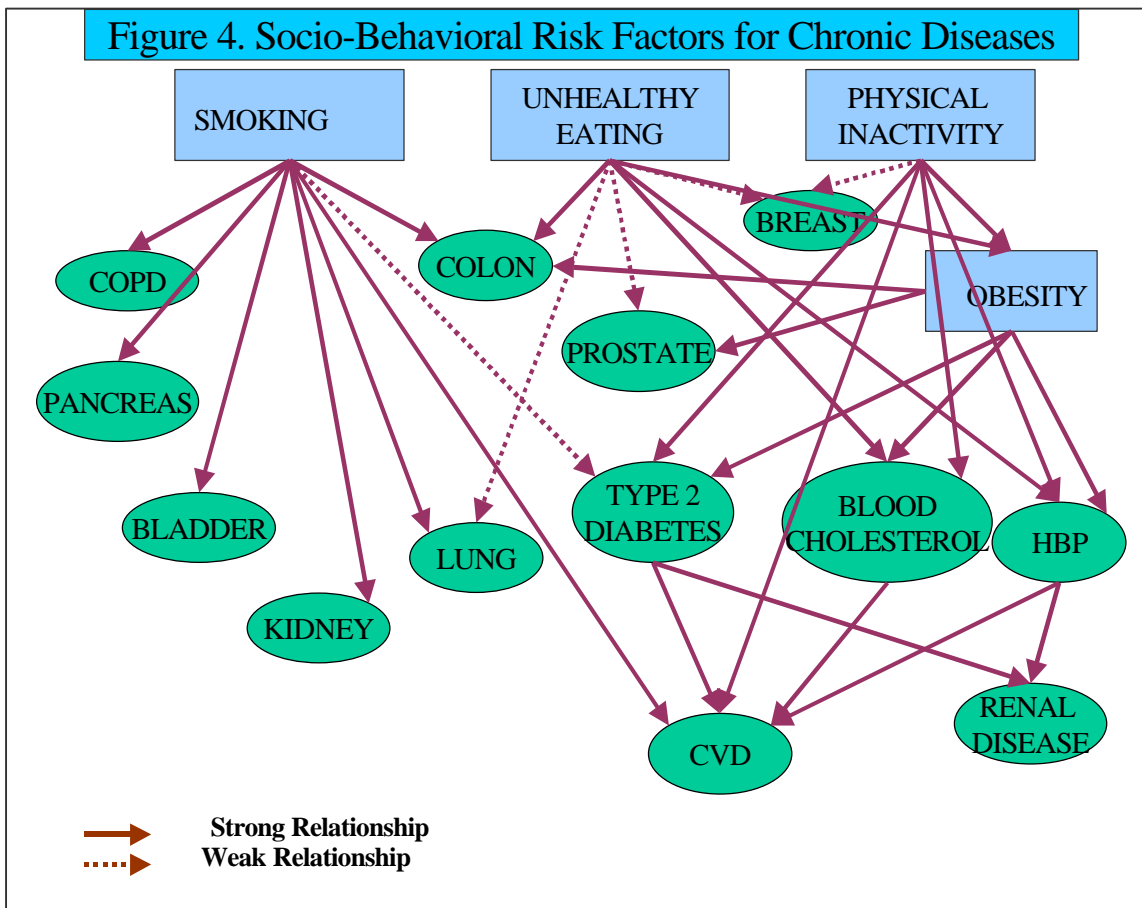 Figure 4. Socio-Behavioral Risk Factors for Chronic Diseases
SMOKING
UNHEALTHY
EATING
PHYSICAL
INACTIVITY
BREAST
COPD
COLON
OBESITY
PROSTATE
PANCREAS
TYPE 2
DIABETES
BLOOD
CHOLESTEROL
HBP
BLADDER
LUNG
KIDNEY
RENAL
DISEASE
CVD
Strong Relationship
Weak Relationship